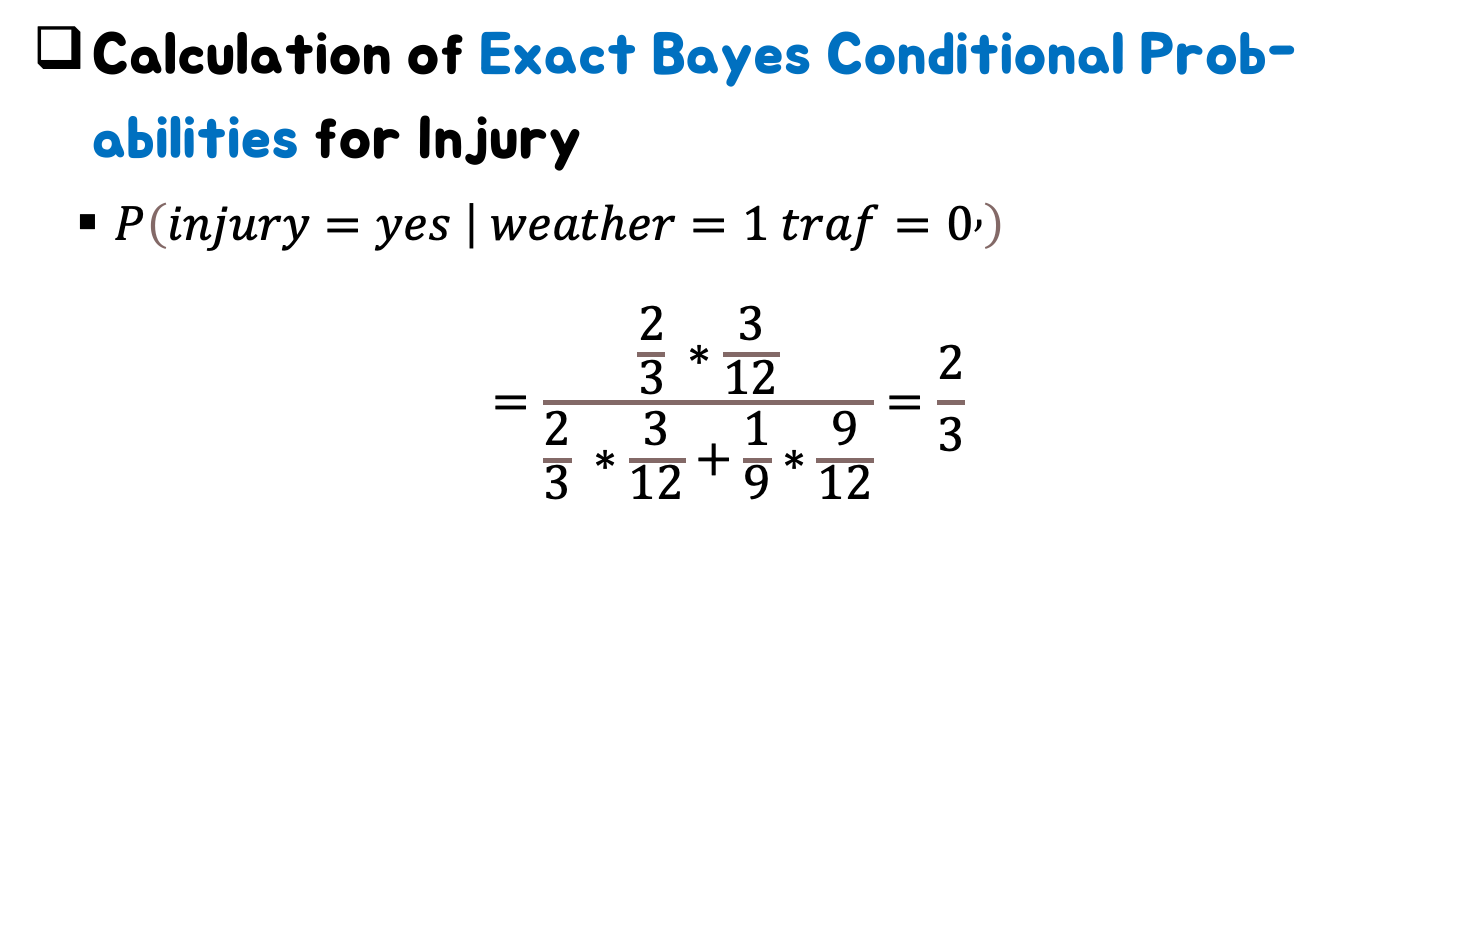 ❑ Calculation of Exact Bayes Conditional Prob-
abilities for Injury
▪ P(injury = yes | weather = 1 traf = 0,)
= (2/3 * 3/12) / (2/3 * 3/12 + 1/9 * 9/12) = 2/3